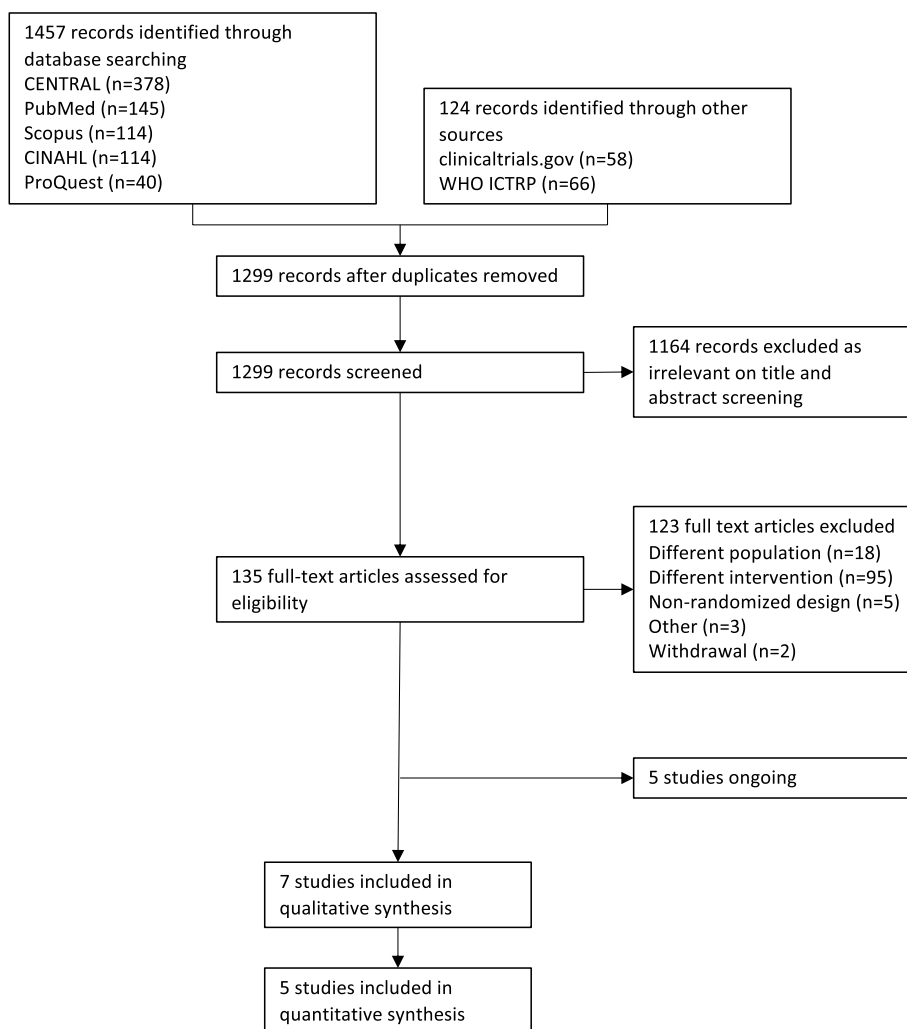 1457 records identified through
database searching
CENTRAL (n=378)
PubMed (n=145)
Scopus (n=114)
CINAHL (n=114)
ProQuest (n=40)
124 records identified through other
sources
clinicaltrials.gov (n=58)
WHO ICTRP (n=66)
1299 records after duplicates removed
1299 records screened
1164 records excluded as
irrelevant on title and
abstract screening
135 full-text articles assessed for
eligibility
123 full text articles excluded
Different population (n=18)
Different intervention (n=95)
Non-randomized design (n=5)
Other (n=3)
Withdrawal (n=2)
5 studies ongoing
7 studies included in
qualitative synthesis
5 studies included in
quantitative synthesis